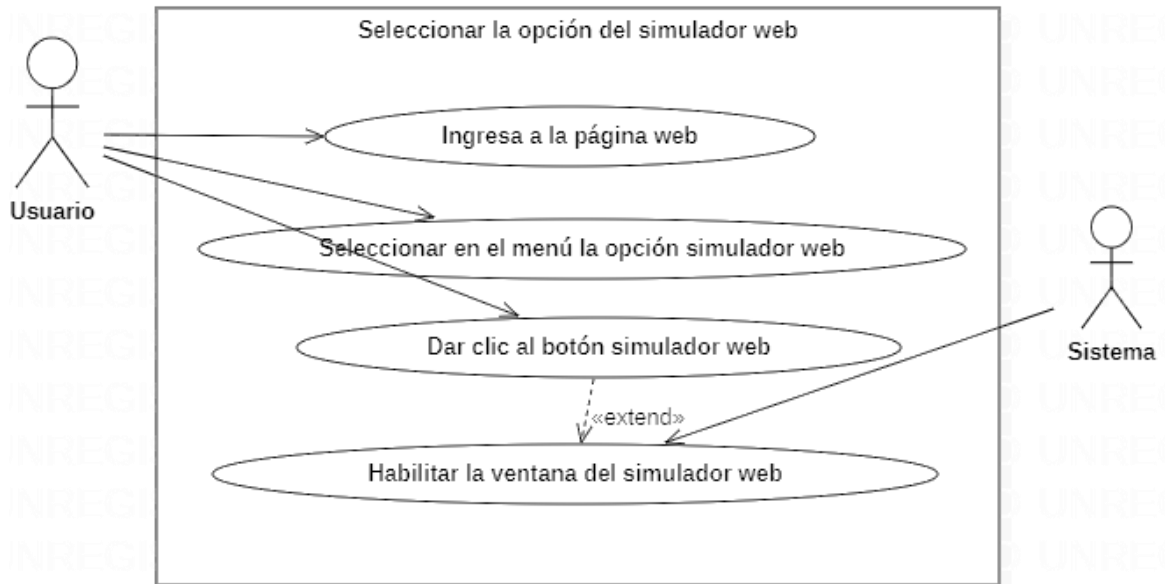 Seleccionar la opción del simulador web
Ingresa a la página web
Usuario
Seleccionar en el menú la opción simulador web
Dar clic al botón simulador web
Sistema
«extend»
Habilitar la ventana del simulador web